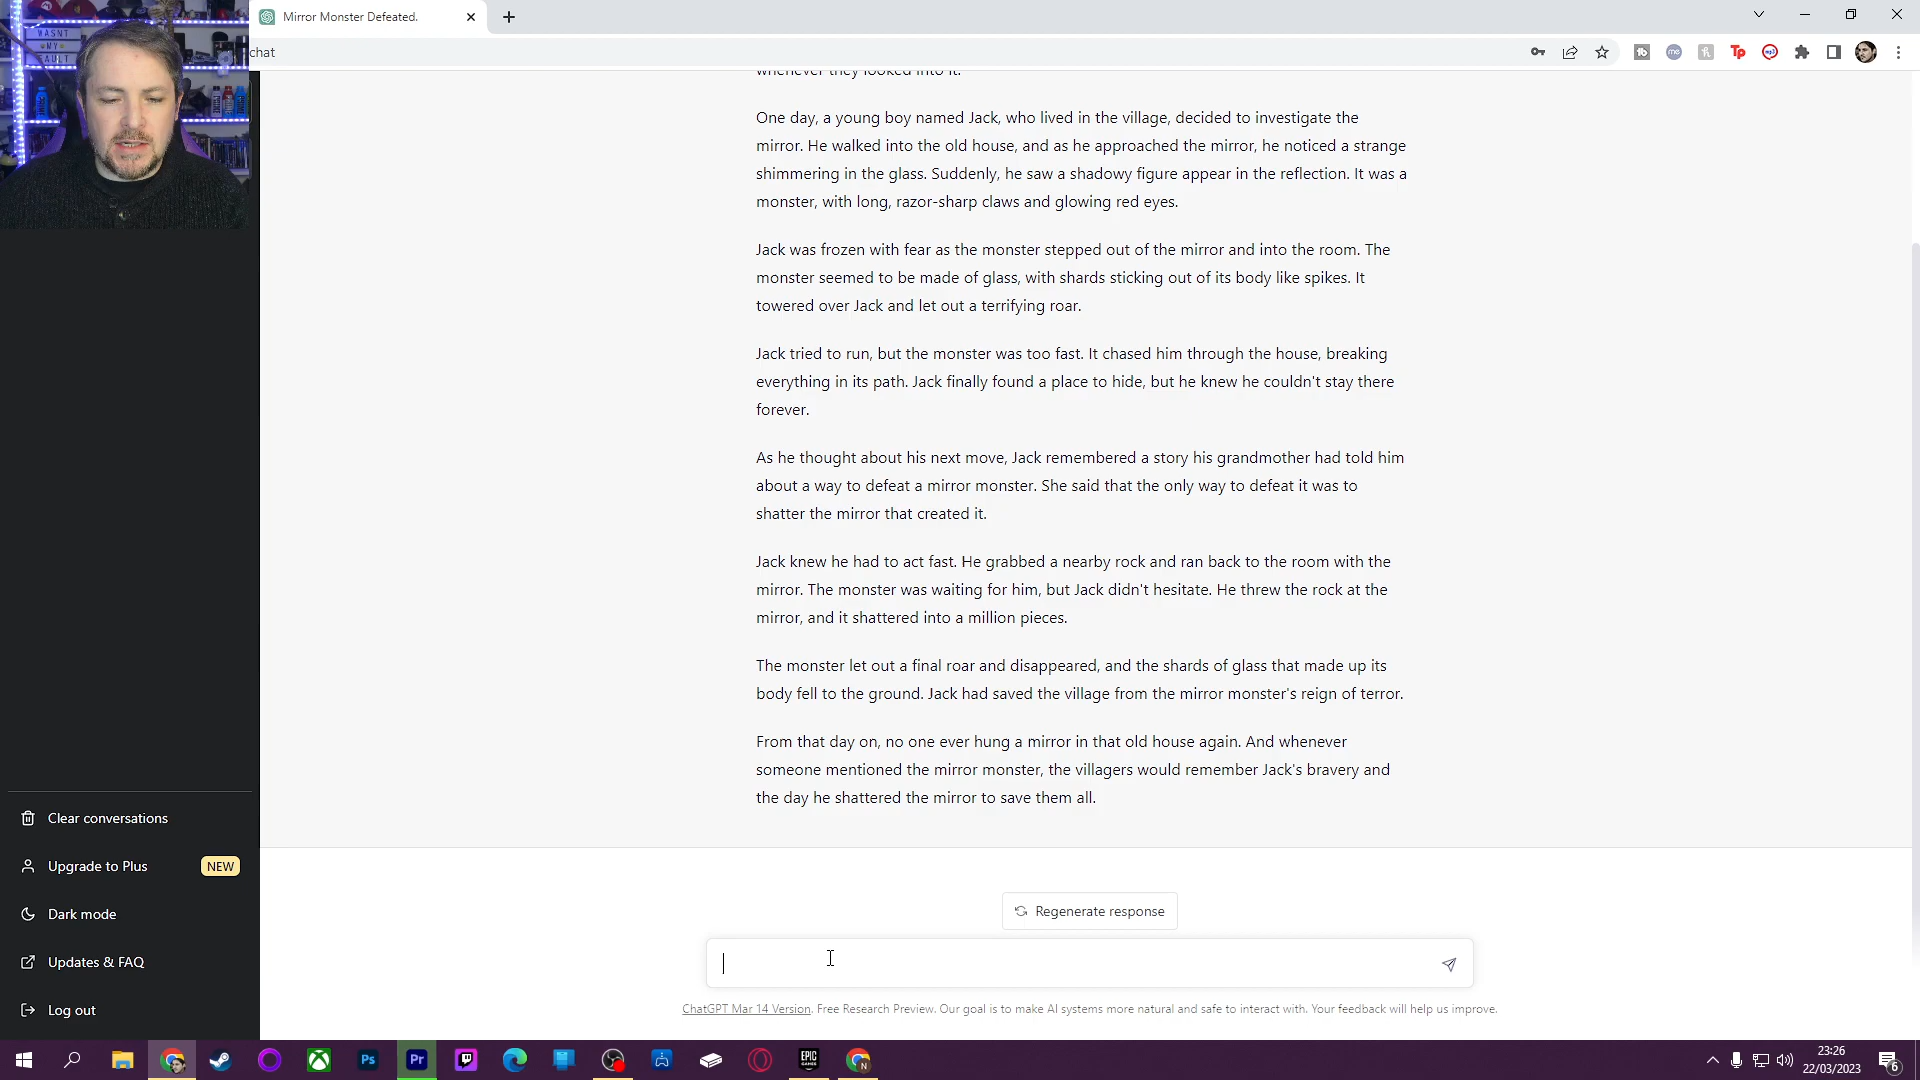 WASNT
MY
FAULT
Mirror Monster Defeated.
chat
whenever they looked into it.
One day, a young boy named Jack, who lived in the village, decided to investigate the
mirror. He walked into the old house, and as he approached the mirror, he noticed a strange
shimmering in the glass. Suddenly, he saw a shadowy figure appear in the reflection. It was a
monster, with long, razor-sharp claws and glowing red eyes.
Jack was frozen with fear as the monster stepped out of the mirror and into the room. The
monster seemed to be made of glass, with shards sticking out of its body like spikes. It
towered over Jack and let out a terrifying roar.
Jack tried to run, but the monster was too fast. It chased him through the house, breaking
everything in its path. Jack finally found a place to hide, but he knew he couldn't stay there
forever.
As he thought about his next move, Jack remembered a story his grandmother had told him
about a way to defeat a mirror monster. She said that the only way to defeat it was to
shatter the mirror that created it.
Jack knew he had to act fast. He grabbed a nearby rock and ran back to the room with the
mirror. The monster was waiting for him, but Jack didn't hesitate. He threw the rock at the
mirror, and it shattered into a million pieces.
The monster let out a final roar and disappeared, and the shards of glass that made up its
body fell to the ground. Jack had saved the village from the mirror monster's reign of terror.
From that day on, no one ever hung a mirror in that old house again. And whenever
someone mentioned the mirror monster, the villagers would remember Jack's bravery and
the day he shattered the mirror to save them all.
Clear conversations
Upgrade to Plus NEW
Dark mode
Updates & FAQ
Log out
Regenerate response
ChatGPT Mar 14 Version. Free Research Preview. Our goal is to make AI systems more natural and safe to interact with. Your feedback will help us improve.
Ps
Pr
EPIC
GAMES
N
23:26
22/03/2023
6